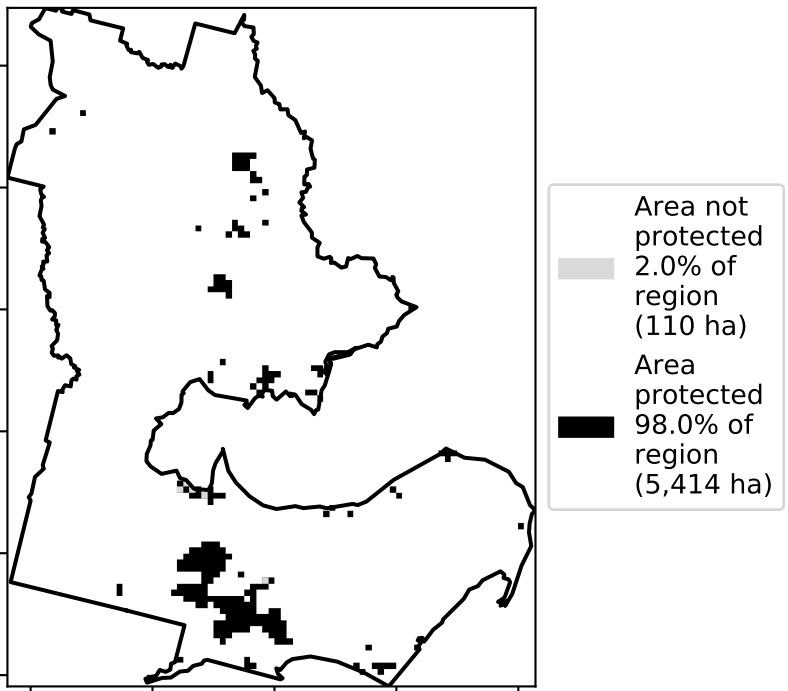 Area not
protected
2.0% of
region
(110 ha)
Area
protected
98.0% of
region
(5,414 ha)